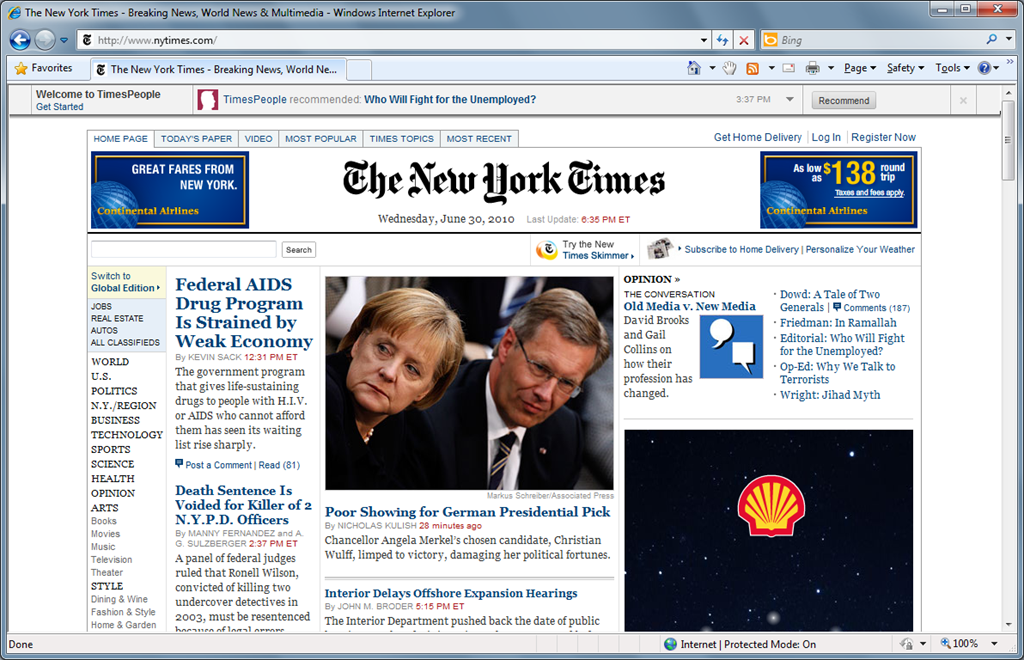 The New York Times - Breaking News, World News & Multimedia - Windows Internet Explorer
http://www.nytimes.com/
Bing
Favorites
The New York Times - Breaking News, World Ne...
Page
Safety
Tools
Welcome to TimesPeople
Get Started
TimesPeople recommended: Who Will Fight for the Unemployed?
3:37 PM
Recommend
HOME PAGE
TODAY'S PAPER
VIDEO
MOST POPULAR
TIMES TOPICS
MOST RECENT
Get Home Delivery
Log In
Register Now
GREAT FARES FROM
NEW YORK.
Continental Airlines
The New York Times
Wednesday, June 30, 2010 Last Update: 6:35 PM ET
As low as $138 round trip
Taxes and fees apply.
Continental Airlines
Search
Try the New
Times Skimmer
Subscribe to Home Delivery | Personalize Your Weather
Switch to
Global Edition
JOBS
REAL ESTATE
AUTOS
ALL CLASSIFIEDS
WORLD
U.S.
POLITICS
N.Y./REGION
BUSINESS
TECHNOLOGY
SPORTS
SCIENCE
HEALTH
OPINION
ARTS
Books
Movies
Music
Television
Theater
STYLE
Dining & Wine
Fashion & Style
Home & Garden
Federal AIDS
Drug Program
Is Strained by
Weak Economy
By KEVIN SACK 12:31 PM ET
The government program
that gives life-sustaining
drugs to people with H.I.V.
or AIDS who cannot afford
them has seen its waiting
list rise sharply.
Post a Comment | Read (81)
Death Sentence Is
Voided for Killer of 2
N.Y.P.D. Officers
By MANNY FERNANDEZ and A.
G. SULZBERGER 2:37 PM ET
A panel of federal judges
ruled that Ronell Wilson,
convicted of killing two
undercover detectives in
2003, must be resentenced
because of legal errors
Markus Schreiber/Associated Press
Poor Showing for German Presidential Pick
By NICHOLAS KULISH 28 minutes ago
Chancellor Angela Merkel's chosen candidate, Christian
Wulff, limped to victory, damaging her political fortunes.
Interior Delays Offshore Expansion Hearings
By JOHN M. BRODER 5:15 PM ET
The Interior Department pushed back the date of public
OPINION »
THE CONVERSATION
Old Media v. New Media
David Brooks
and Gail
Collins on
how their
profession has
changed.
Dowd: A Tale of Two
Generals | Comments (187)
Friedman: In Ramallah
Editorial: Who Will Fight
for the Unemployed?
Op-Ed: Why We Talk to
Terrorists
Wright: Jihad Myth
Done
Internet | Protected Mode: On
100%